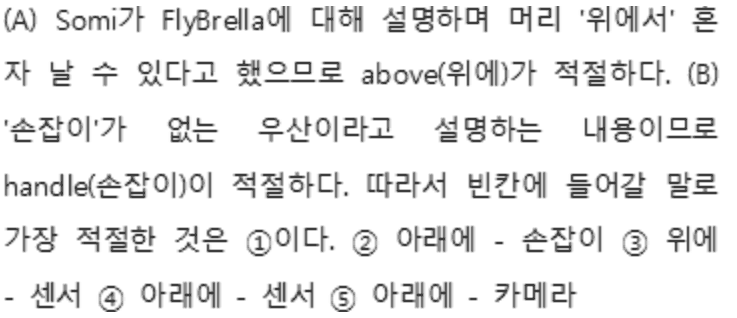 (A) Somi가 FlyBrella에 대해 설명하며 머리 '위에서' 혼
자 날 수 있다고 했으므로 above(위에)가 적절하다. (B)
'손잡이'가 없는 우산이라고 설명하는 내용이므로
handle(손잡이)이 적절하다. 따라서 빈칸에 들어갈 말로
가장 적절한 것은 ①이다. ② 아래에 - 손잡이 ③ 위에
- 센서 ④ 아래에 - 센서 ⑤ 아래에 - 카메라